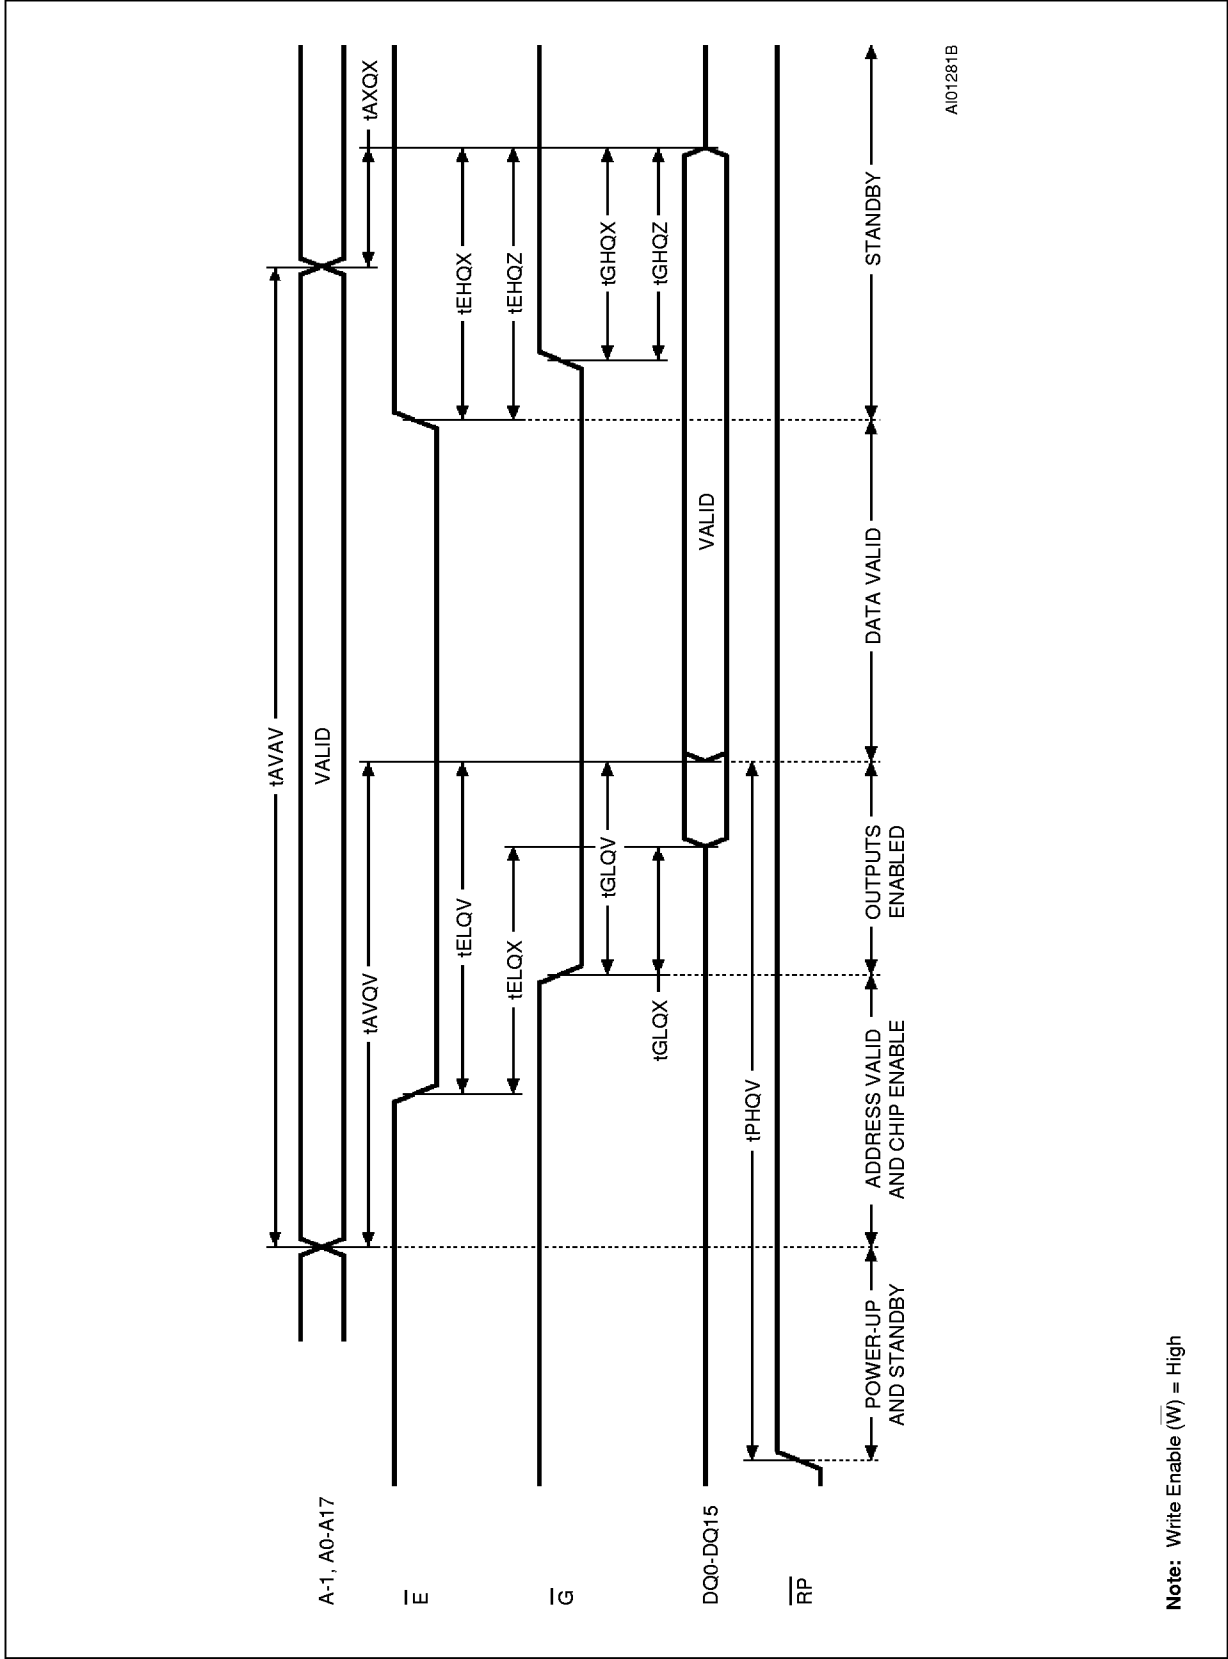 A-1, A0-A17
tAVAV
VALID
tAVQV
tAXQX
E
tELQV
tEHQX
tELQX
tEHQZ
G
tGLQV
tGHQX
tGLQX
tGHQZ
DQ0-DQ15
VALID
tPHQV
RP
POWER-UP
AND STANDBY
ADDRESS VALID
AND CHIP ENABLE
OUTPUTS
ENABLED
DATA VALID
STANDBY
AI01281B
Note: Write Enable (W) = High